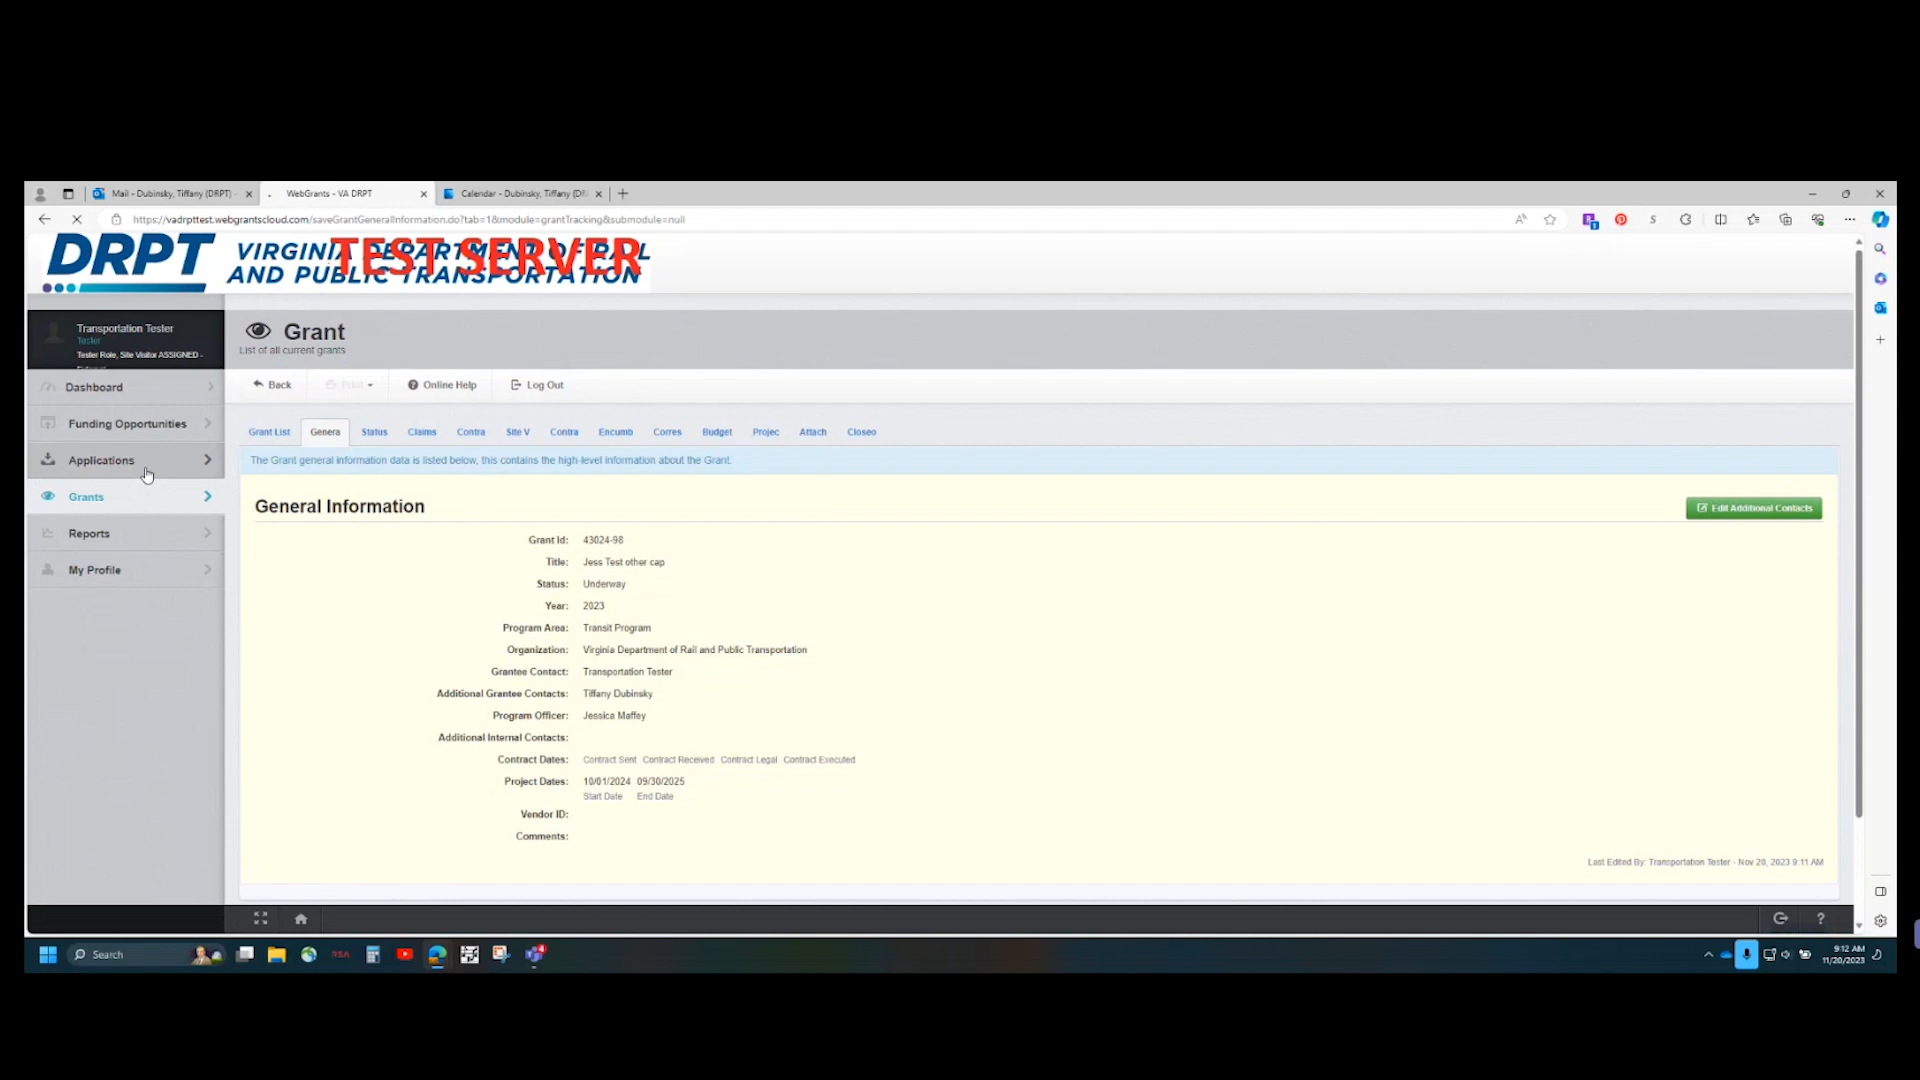 Mail - Dubinsky, Tiffany (DRPT) -
WebGrants - VA DRPT
Calendar - Dubinsky, Tiffany (DR
https://vadrpttest.webgrantscloud.com/saveGrantGeneralInformation.do?tab=1&module=grantTracking&submodule=null
DRPT VIRGINIA DEPARTMENT OF RAIL
AND PUBLIC TRANSPORTATION
TEST SERVER
Transportation Tester
Tester
Tester Role, Site Visitor ASSIGNED -
Dashboard
Funding Opportunities
Applications
Grants
Reports
My Profile
Grant
List of all current grants
Back Print Online Help Log Out
Grant List Genera Status Claims Contra Site V Contra Encumb Corres Budget Projec Attach Closeo
The Grant general information data is listed below, this contains the high-level information about the Grant.
General Information
Edit Additional Contacts
Grant Id: 43024-98
Title: Jess Test other cap
Status: Underway
Year: 2023
Program Area: Transit Program
Organization: Virginia Department of Rail and Public Transportation
Grantee Contact: Transportation Tester
Additional Grantee Contacts: Tiffany Dubinsky
Program Officer: Jessica Maffey
Additional Internal Contacts:
Contract Dates: Contract Sent Contract Received Contract Legal Contract Executed
Project Dates: 10/01/2024 09/30/2025
Start Date End Date
Vendor ID:
Comments:
Last Edited By: Transportation Tester - Nov 20, 2023 9:11 AM
Search
RSA
9:12 AM
11/20/2023